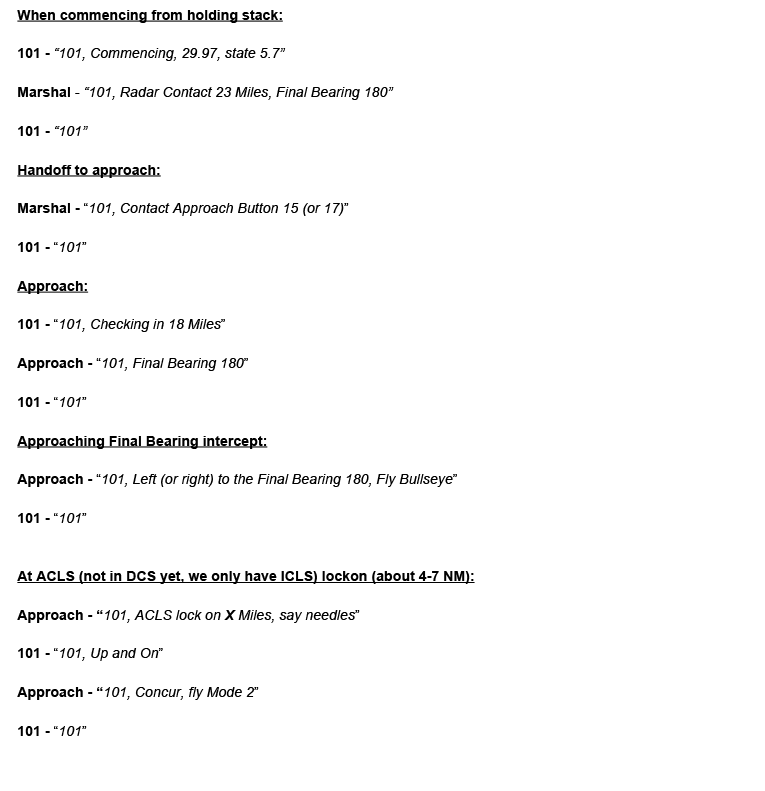 When commencing from holding stack:
101 - “101, Commencing, 29.97, state 5.7”
Marshal - “101, Radar Contact 23 Miles, Final Bearing 180”
101 - “101”
Handoff to approach:
Marshal - “101, Contact Approach Button 15 (or 17)”
101 - “101”
Approach:
101 - “101, Checking in 18 Miles”
Approach - “101, Final Bearing 180”
101 - “101”
Approaching Final Bearing intercept:
Approach - “101, Left (or right) to the Final Bearing 180, Fly Bullseye”
101 - “101”
At ACLS (not in DCS yet, we only have ICLS) lockon (about 4-7 NM):
Approach - “101, ACLS lock on X Miles, say needles”
101 - “101, Up and On”
Approach - “101, Concur, fly Mode 2”
101 - “101”